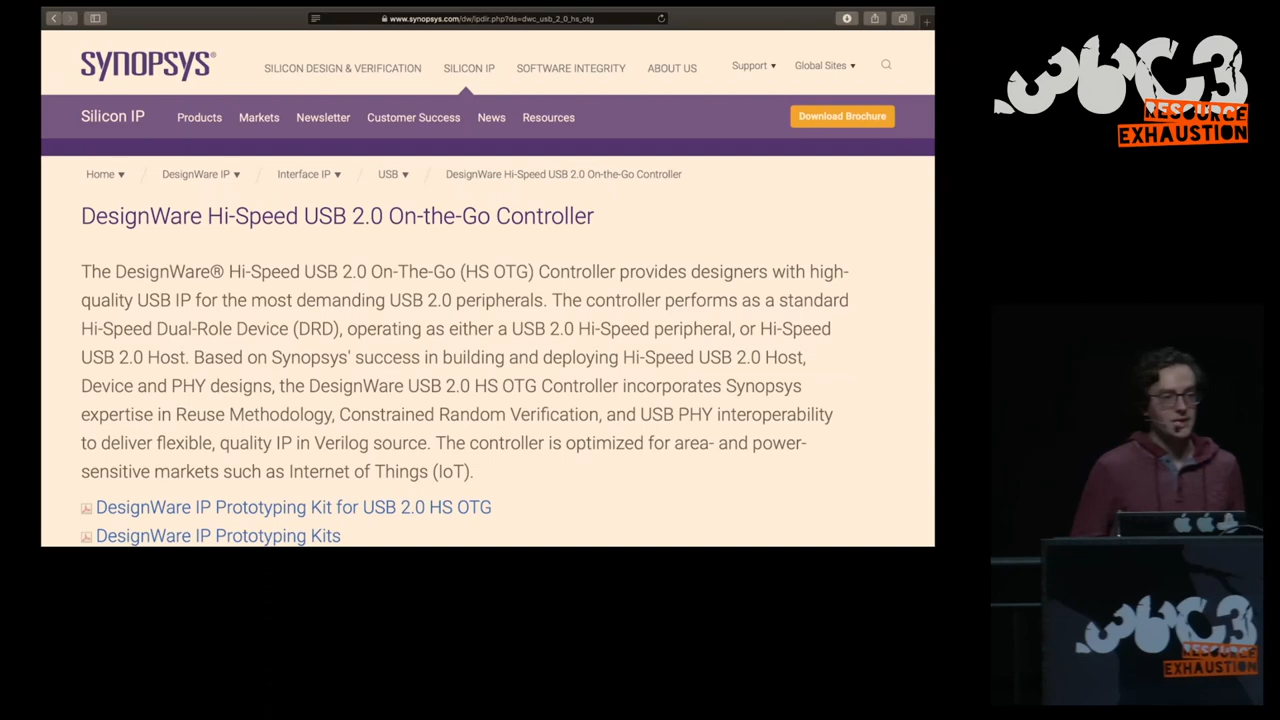 www.synopsys.com/dw/ipdir.php?ds=dwc_usb_2_0_hs_otg
SYNOPSYS®
SILICON DESIGN & VERIFICATION SILICON IP SOFTWARE INTEGRITY ABOUT US Support Global Sites
Silicon IP Products Markets Newsletter Customer Success News Resources Download Brochure
Home DesignWare IP Interface IP USB DesignWare Hi-Speed USB 2.0 On-the-Go Controller
DesignWare Hi-Speed USB 2.0 On-the-Go Controller
The DesignWare® Hi-Speed USB 2.0 On-The-Go (HS OTG) Controller provides designers with high-
quality USB IP for the most demanding USB 2.0 peripherals. The controller performs as a standard
Hi-Speed Dual-Role Device (DRD), operating as either a USB 2.0 Hi-Speed peripheral, or Hi-Speed
USB 2.0 Host. Based on Synopsys' success in building and deploying Hi-Speed USB 2.0 Host,
Device and PHY designs, the DesignWare USB 2.0 HS OTG Controller incorporates Synopsys
expertise in Reuse Methodology, Constrained Random Verification, and USB PHY interoperability
to deliver flexible, quality IP in Verilog source. The controller is optimized for area- and power-
sensitive markets such as Internet of Things (IoT).
DesignWare IP Prototyping Kit for USB 2.0 HS OTG
DesignWare IP Prototyping Kits
36C3
RESOURCE
EXHAUSTION
36C3
RESOURCE
EXHAUSTION